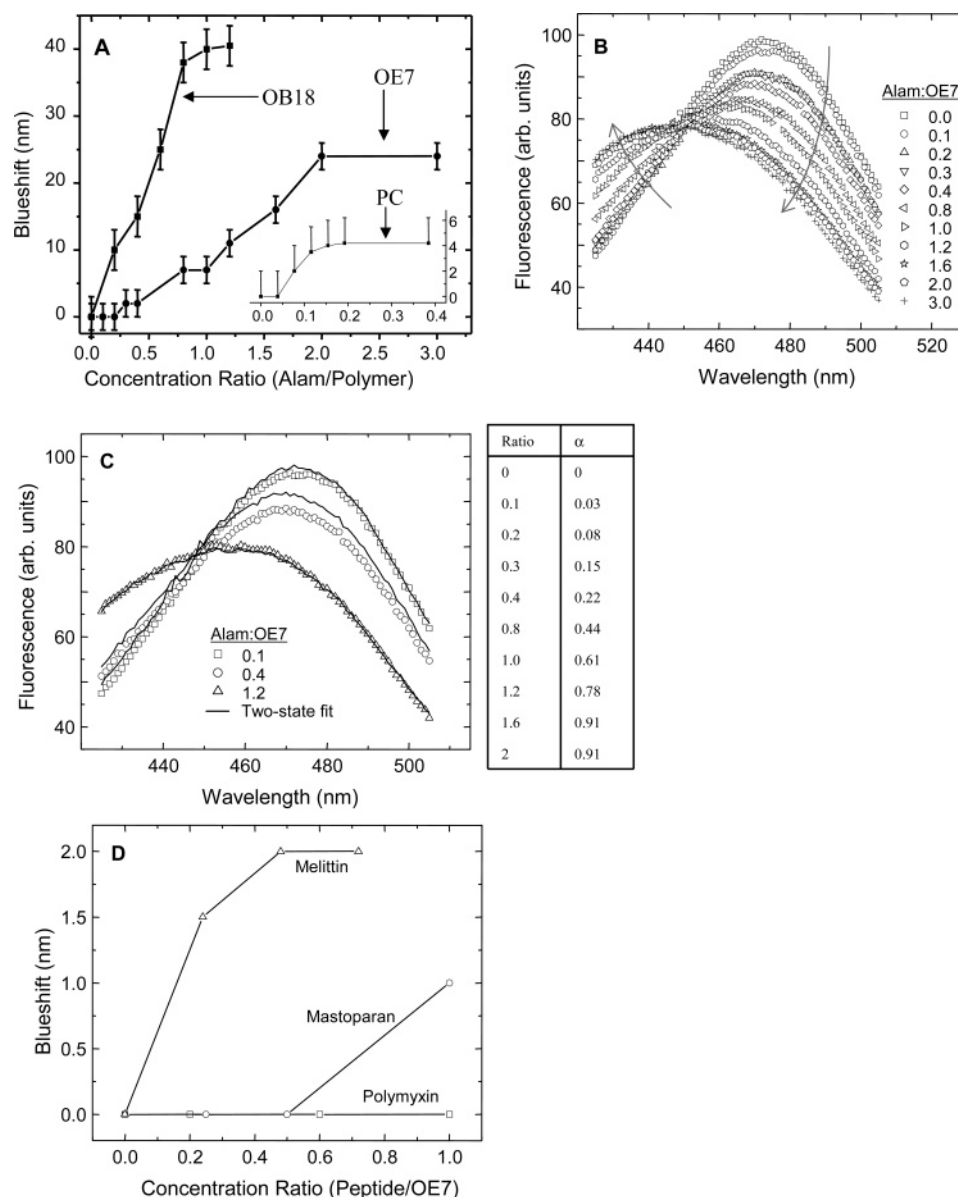 A
Blueshift (nm)
40
30
20
10
0
OB18
OE7
PC
6
4
2
0
0.0 0.1 0.2 0.3 0.4
0.0 0.5 1.0 1.5 2.0 2.5 3.0
Concentration Ratio (Alam/Polymer)
B
Fluorescence (arb. units)
100
80
60
40
440 460 480 500 520
Wavelength (nm)
Alam:OE7
0.0
0.1
0.2
0.3
0.4
0.8
1.0
1.2
1.6
2.0
3.0
C
Fluorescence (arb. units)
100
80
60
40
Alam:OE7
0.1
0.4
1.2
Two-state fit
440 460 480 500
Wavelength (nm)
Ratio α
0 0
0.1 0.03
0.2 0.08
0.3 0.15
0.4 0.22
0.8 0.44
1.0 0.61
1.2 0.78
1.6 0.91
2 0.91
D
Blueshift (nm)
2.0
1.5
1.0
0.5
0.0
Melittin
Mastoparan
Polymyxin
0.0 0.2 0.4 0.6 0.8 1.0
Concentration Ratio (Peptide/OE7)